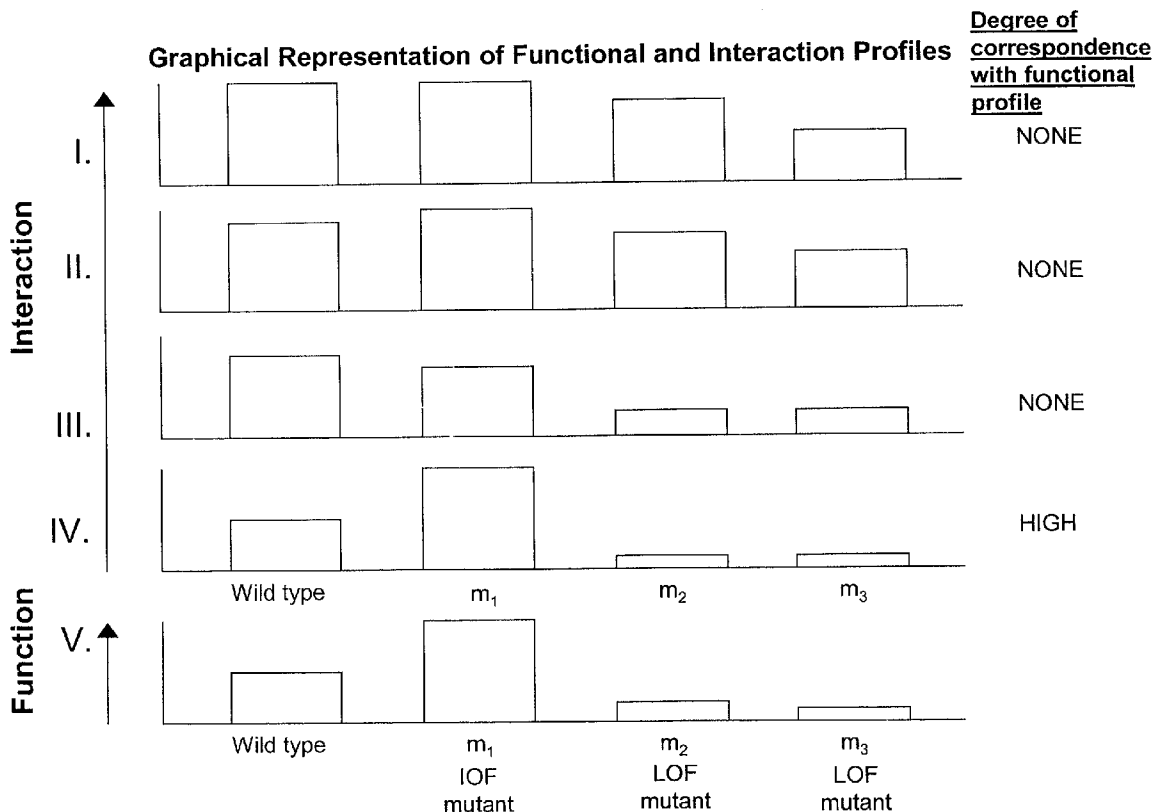 Graphical Representation of Functional and Interaction Profiles
Degree of
correspondence
with functional
profile
Interaction
I.
NONE
II.
NONE
III.
NONE
IV.
HIGH
Wild type m₁ m₂ m₃
Function
V.
Wild type m₁ m₂ m₃
IOF LOF LOF
mutant mutant mutant